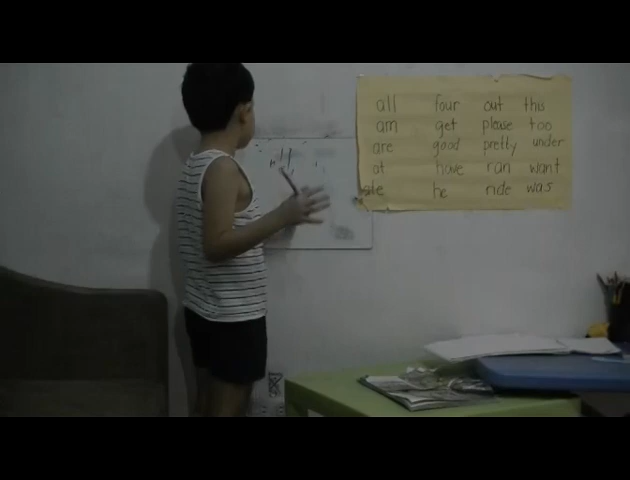 all four out this
am get please too
are good pretty under
at have ran want
ate he ride was